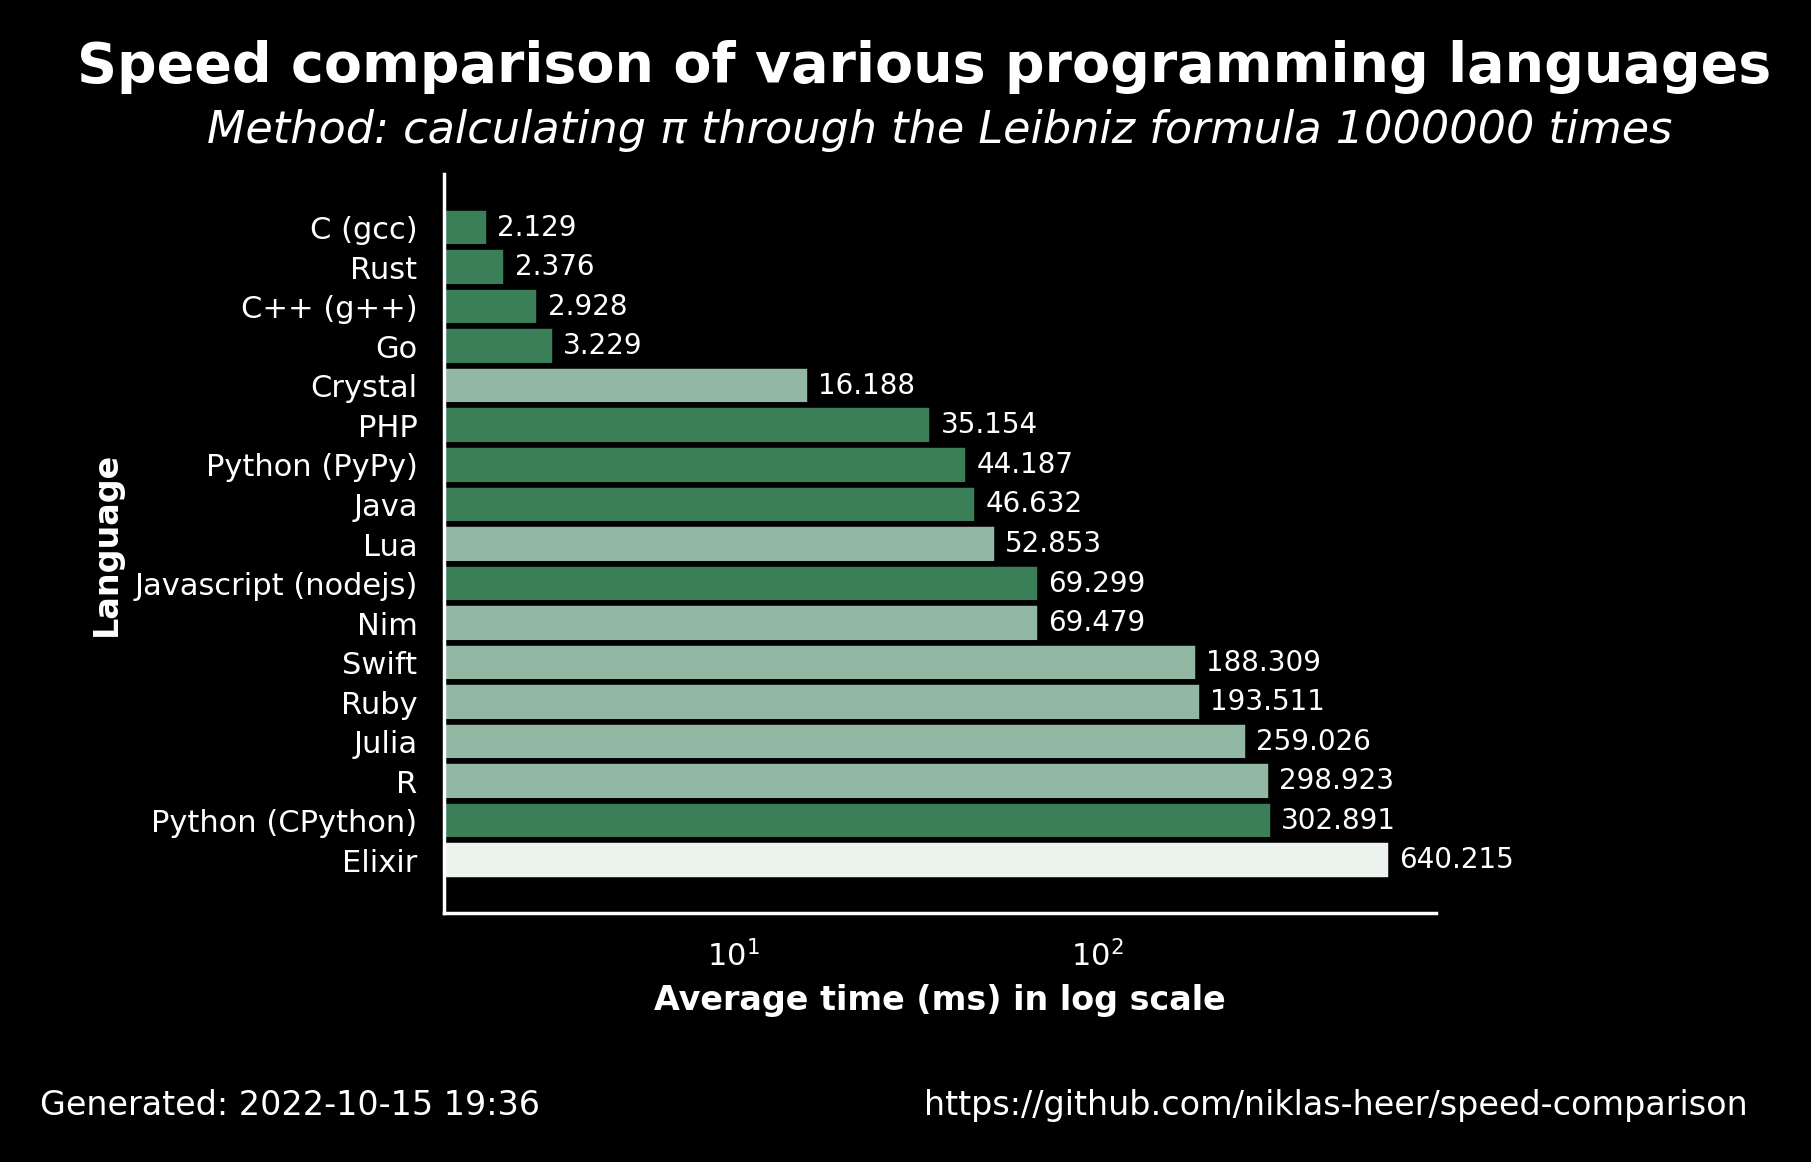 Speed comparison of various programming languages
Method: calculating π through the Leibniz formula 1000000 times
Language
C (gcc) 2.129
Rust 2.376
C++ (g++) 2.928
Go 3.229
Crystal 16.188
PHP 35.154
Python (PyPy) 44.187
Java 46.632
Lua 52.853
Javascript (nodejs) 69.299
Nim 69.479
Swift 188.309
Ruby 193.511
Julia 259.026
R 298.923
Python (CPython) 302.891
Elixir 640.215
10¹ 10²
Average time (ms) in log scale
Generated: 2022-10-15 19:36 https://github.com/niklas-heer/speed-comparison